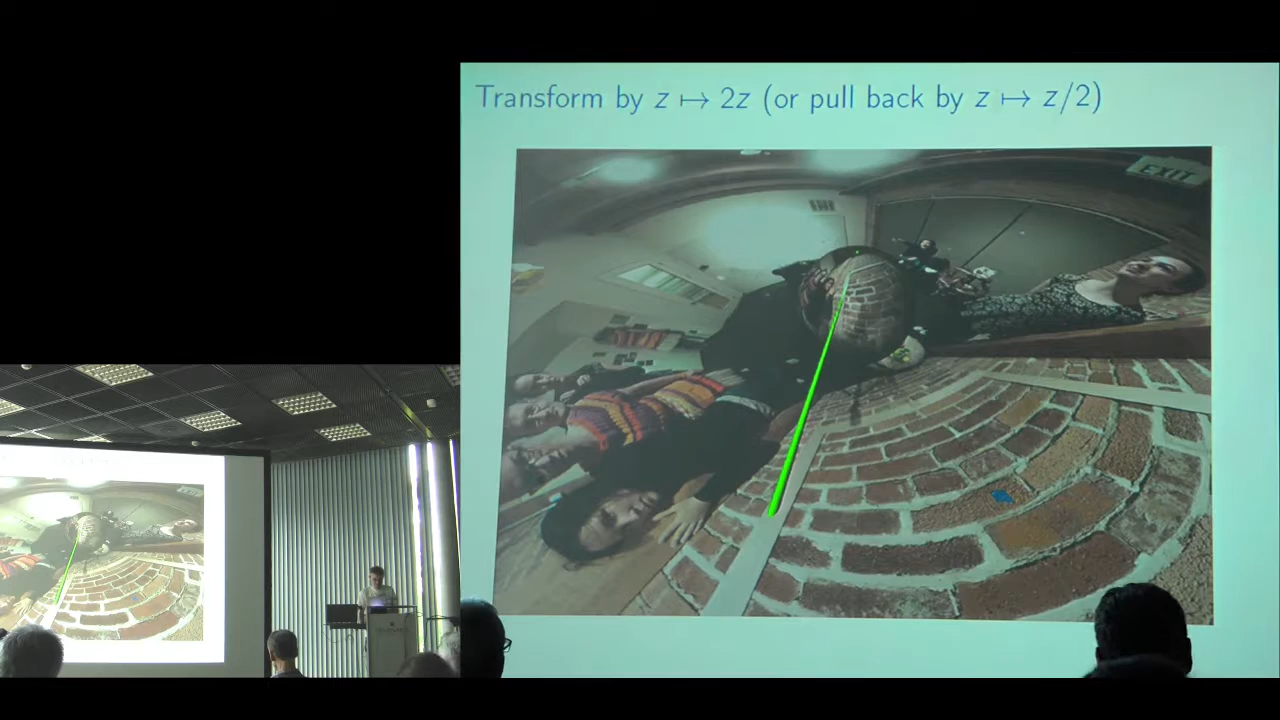 Transform by z ↦ 2z (or pull back by z ↦ z/2)
EXIT